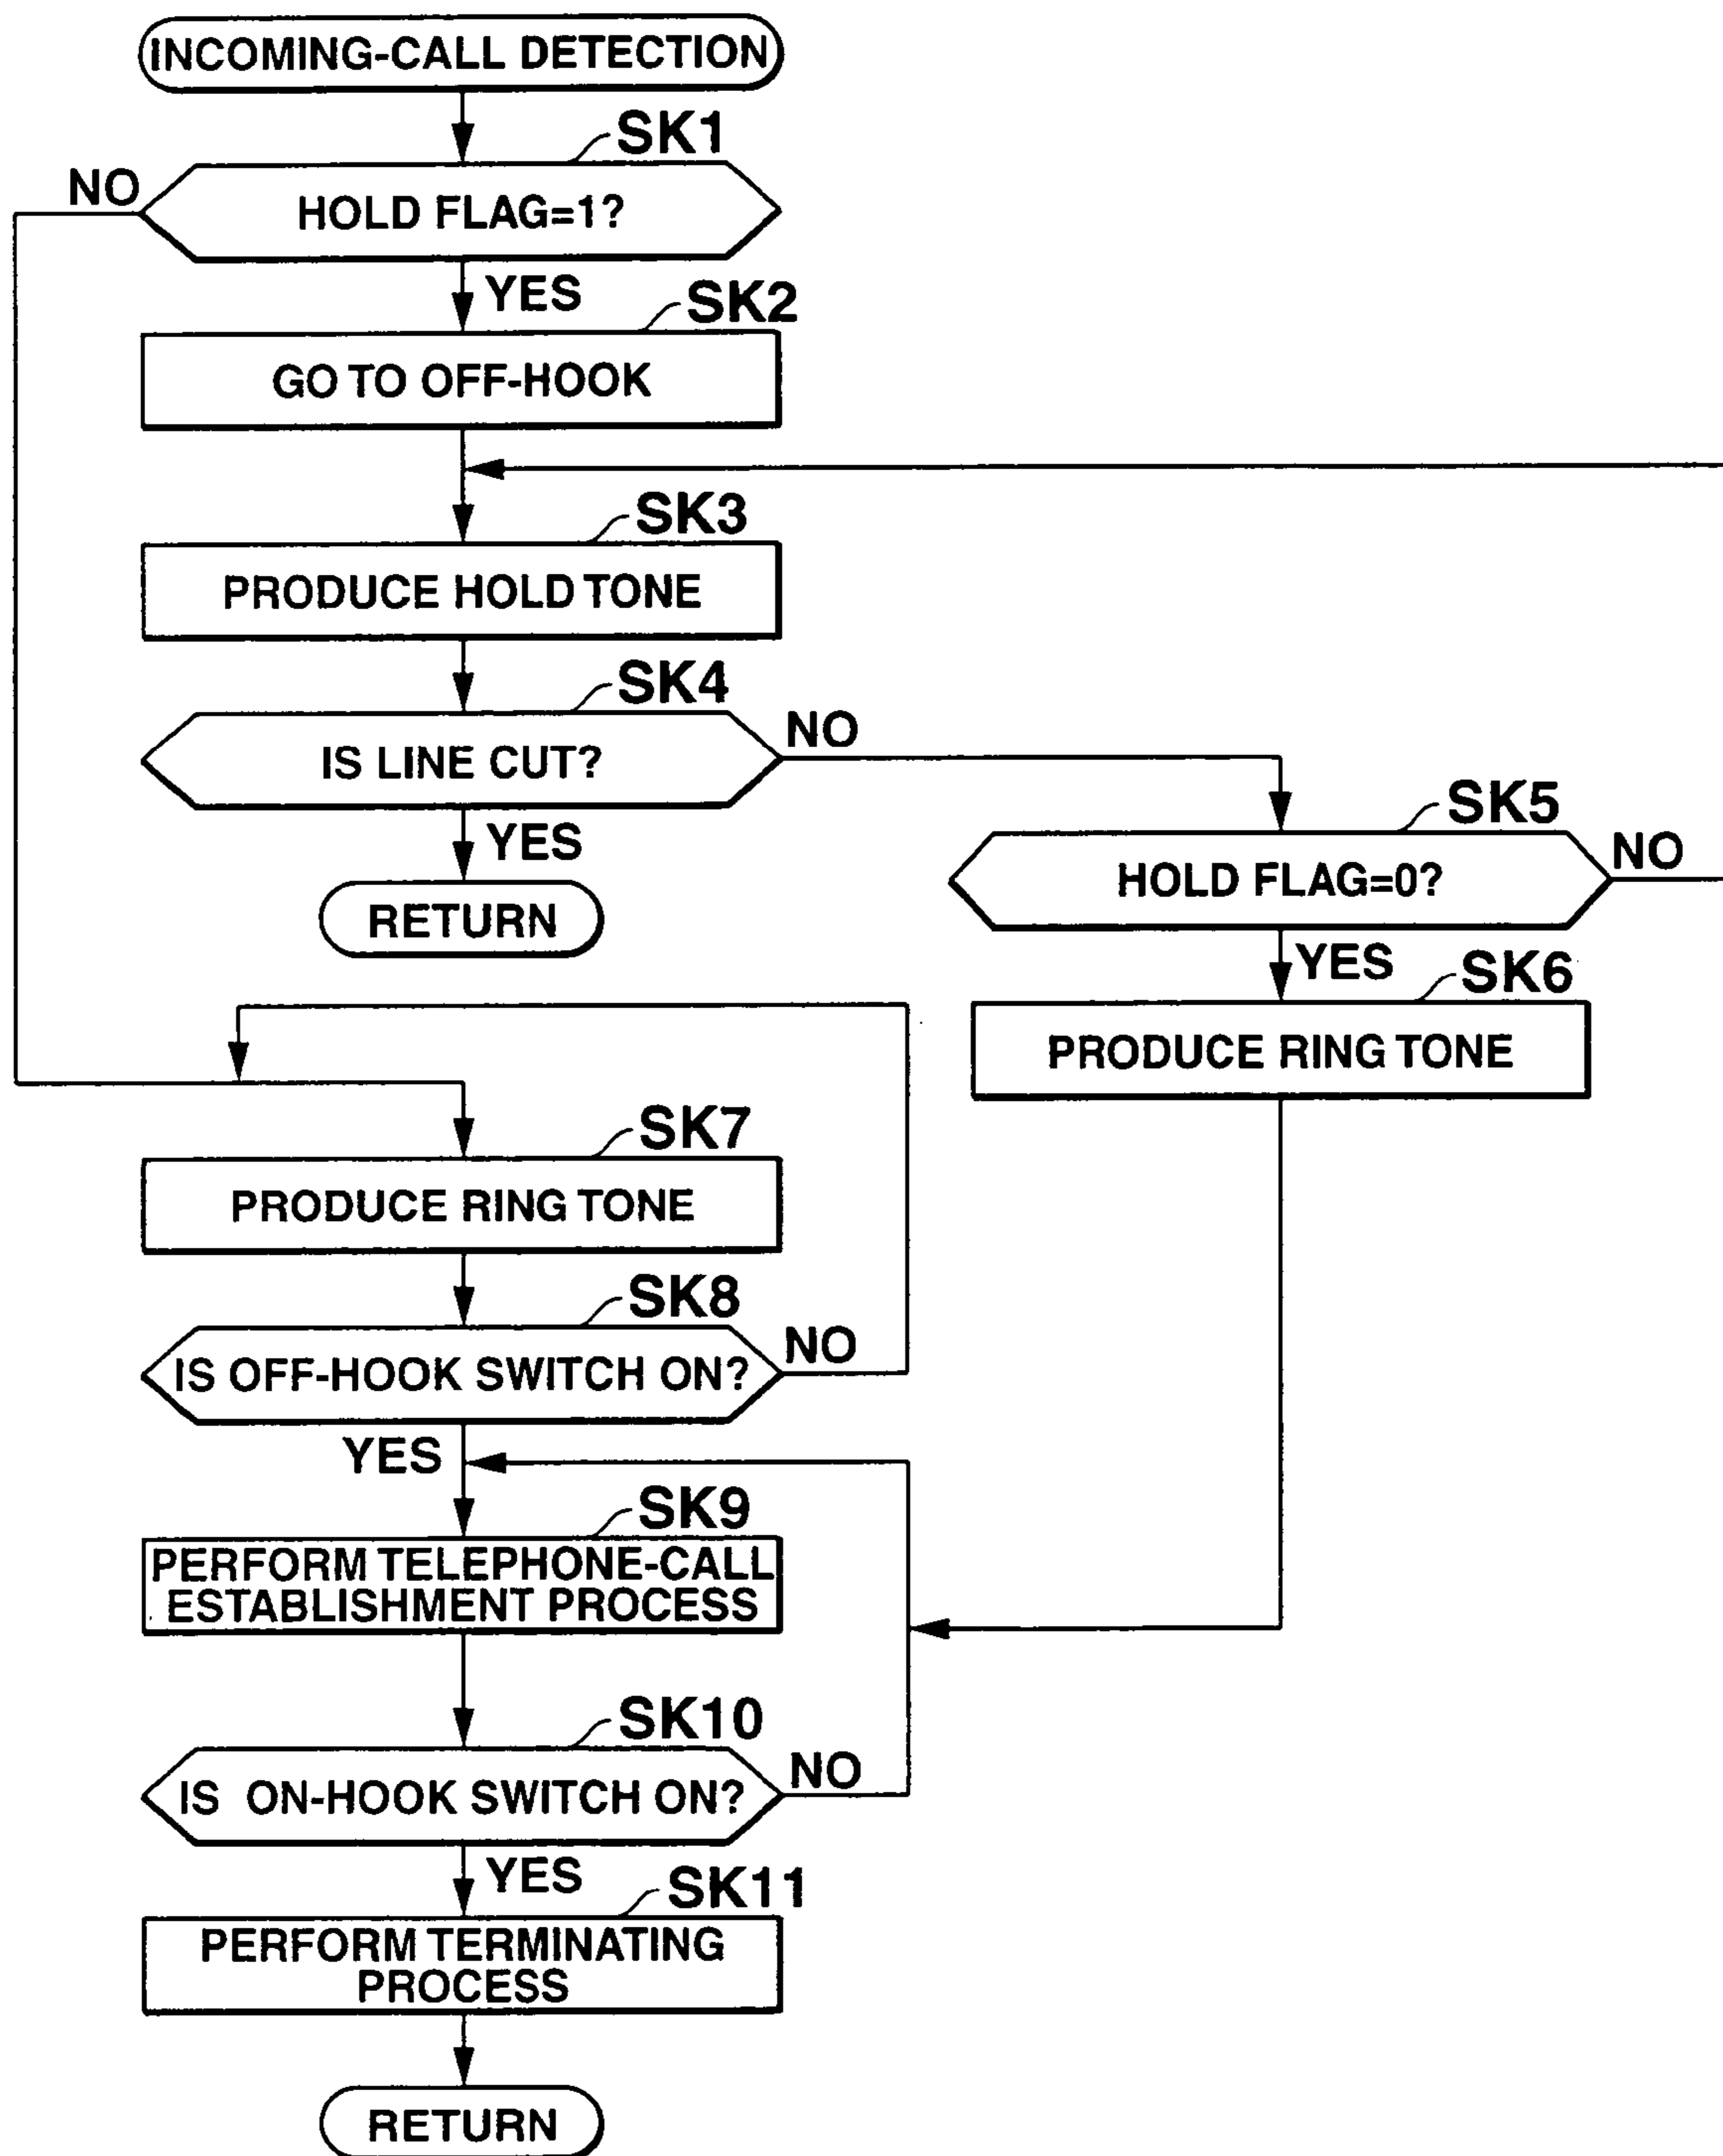 INCOMING-CALL DETECTION
SK1
NO
HOLD FLAG=1?
YES
SK2
GO TO OFF-HOOK
SK3
PRODUCE HOLD TONE
SK4
NO
IS LINE CUT?
YES
RETURN
SK5
NO
HOLD FLAG=0?
YES
SK6
PRODUCE RING TONE
SK7
PRODUCE RING TONE
SK8
NO
IS OFF-HOOK SWITCH ON?
YES
SK9
PERFORM TELEPHONE-CALL
ESTABLISHMENT PROCESS
SK10
NO
IS ON-HOOK SWITCH ON?
YES
SK11
PERFORM TERMINATING
PROCESS
RETURN